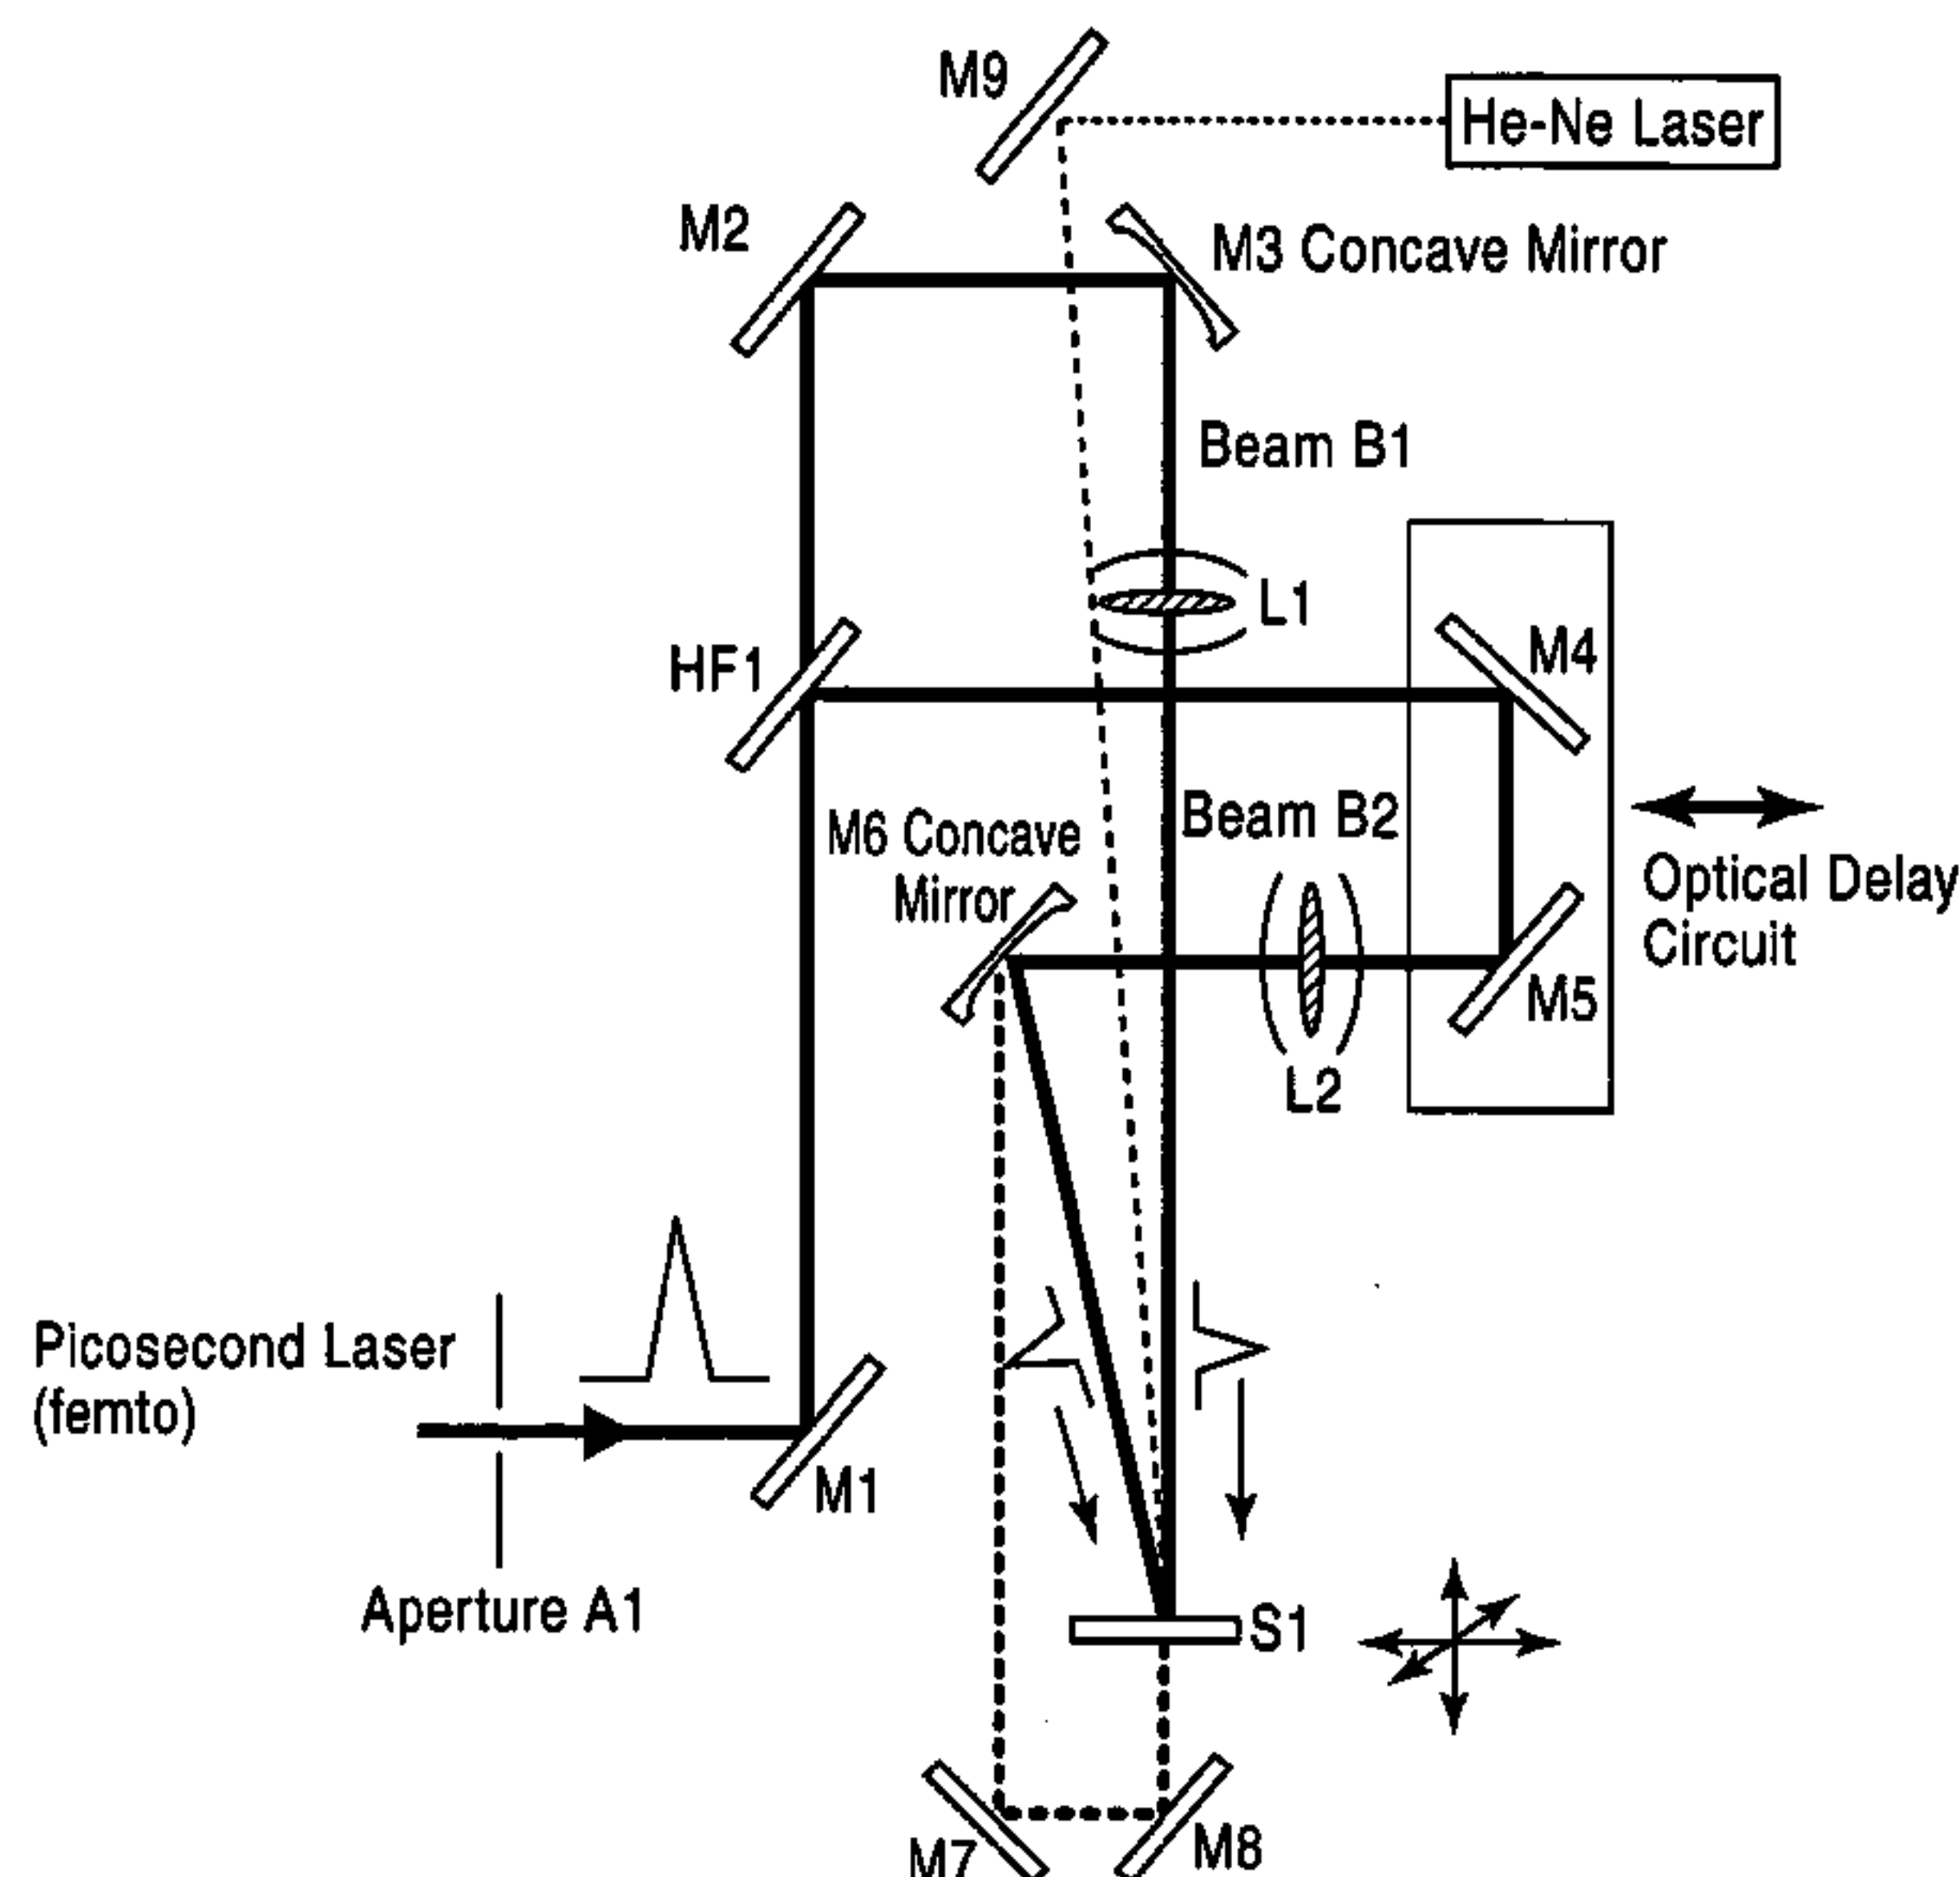 M9
He-Ne Laser
M2
M3 Concave Mirror
Beam B1
L1
HF1
M4
M6 Concave
Mirror
Beam B2
Optical Delay
Circuit
M5
L2
Picosecond Laser
(femto)
M1
Aperture A1
S1
M7
M8